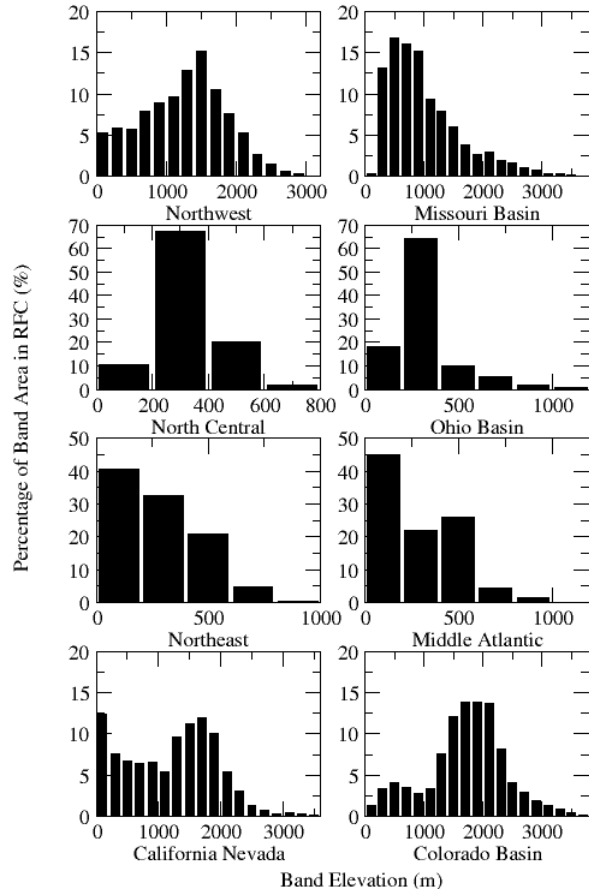 20
15
10
5
0
0 1000 2000 3000
Northwest
20
15
10
5
0
0 1000 2000 3000
Missouri Basin
70
60
50
40
30
20
10
0
0 200 400 600 800
North Central
70
60
50
40
30
20
10
0
0 500 1000
Ohio Basin
50
40
30
20
10
0
0 500 1000
Northeast
50
40
30
20
10
0
0 500 1000
Middle Atlantic
20
15
10
5
0
0 1000 2000 3000
California Nevada
20
15
10
5
0
0 1000 2000 3000
Colorado Basin
Percentage of Band Area in RFC (%)
Band Elevation (m)